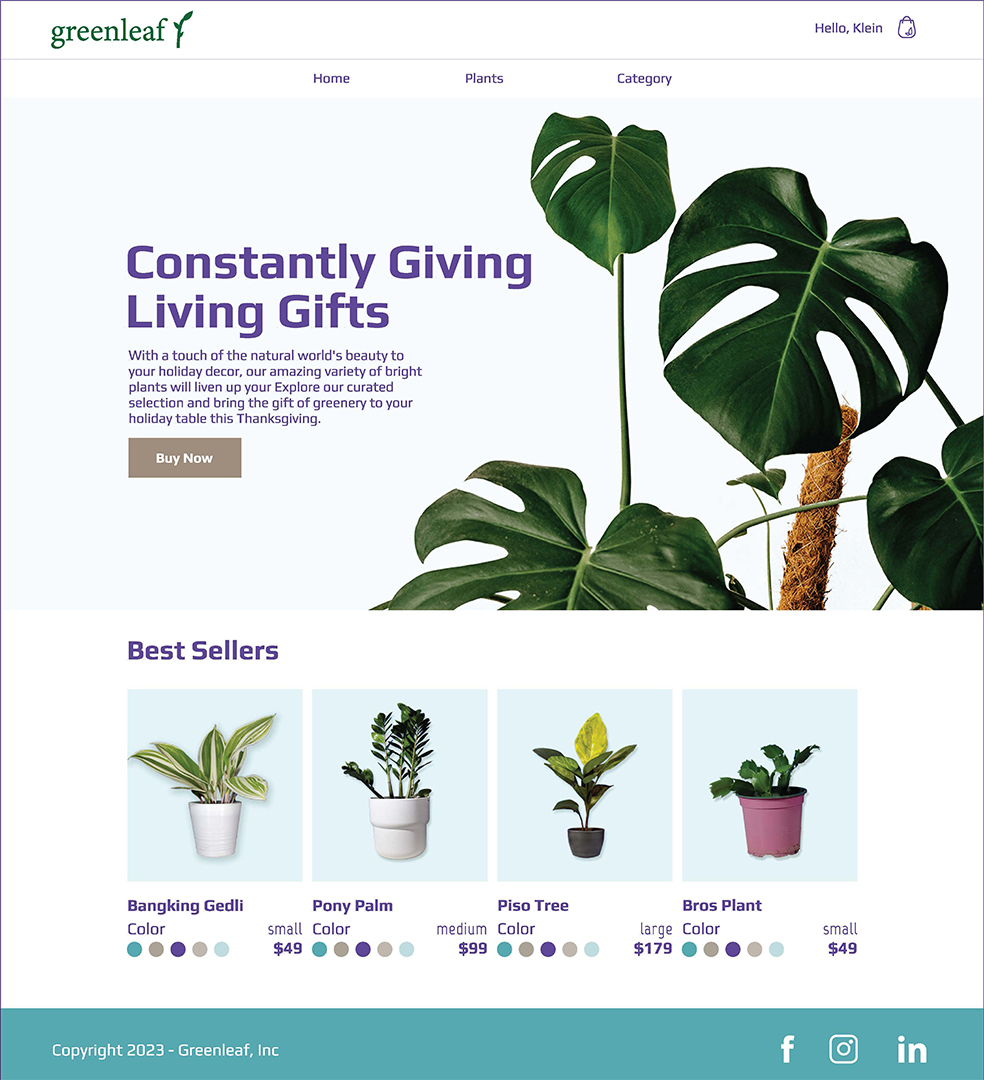 greenleaf
Hello, Klein
Home Plants Category
Constantly Giving
Living Gifts
With a touch of the natural world's beauty to
your holiday decor, our amazing variety of bright
plants will liven up your Explore our curated
selection and bring the gift of greenery to your
holiday table this Thanksgiving.
Buy Now
Best Sellers
Bangking Gedli
Color small
$49
Pony Palm
Color medium
$99
Piso Tree
Color large
$179
Bros Plant
Color small
$49
Copyright 2023 - Greenleaf, Inc
f in